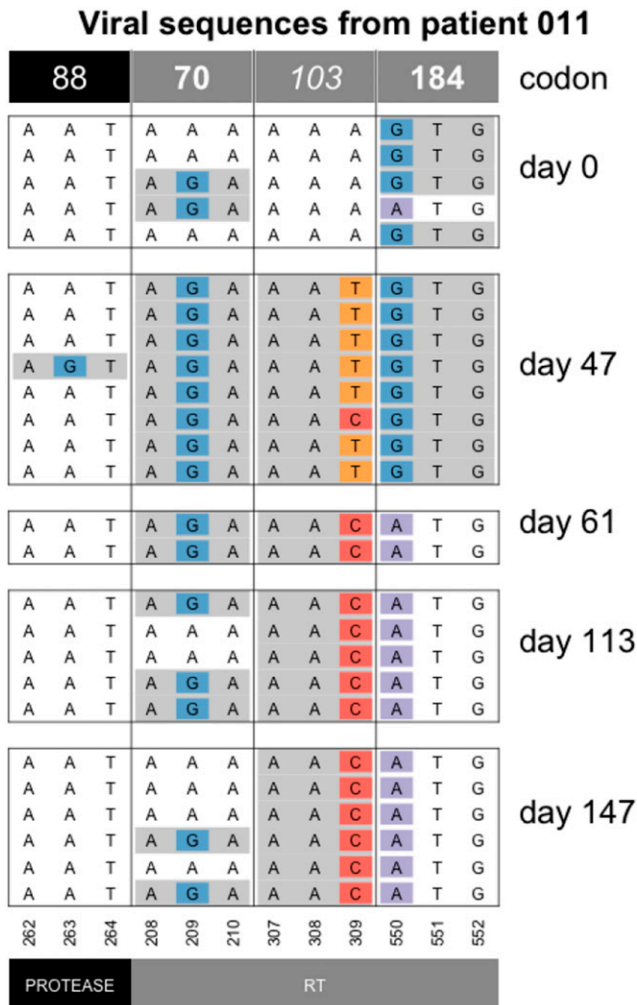 Viral sequences from patient 011
88 70 103 184 codon
A A T A A A A A A G T G
A A T A A A A A A G T G
A A T A G A A A A G T G
A A T A G A A A A A T G
A A T A A A A A A G T G
day 0
A A T A G A A A T G T G
A A T A G A A A T G T G
A A T A G A A A T G T G
A G T A G A A A T G T G
A A T A G A A A T G T G
A A T A G A A A C G T G
A A T A G A A A T G T G
A A T A G A A A T G T G
day 47
A A T A G A A A C A T G
A A T A G A A A C A T G
day 61
A A T A G A A A C A T G
A A T A A A A A C A T G
A A T A A A A A C A T G
A A T A G A A A C A T G
A A T A G A A A C A T G
day 113
A A T A A A A A C A T G
A A T A A A A A C A T G
A A T A A A A A C A T G
A A T A G A A A C A T G
A A T A A A A A C A T G
A A T A G A A A C A T G
day 147
262 263 264 208 209 210 307 308 309 550 551 552
PROTEASE RT